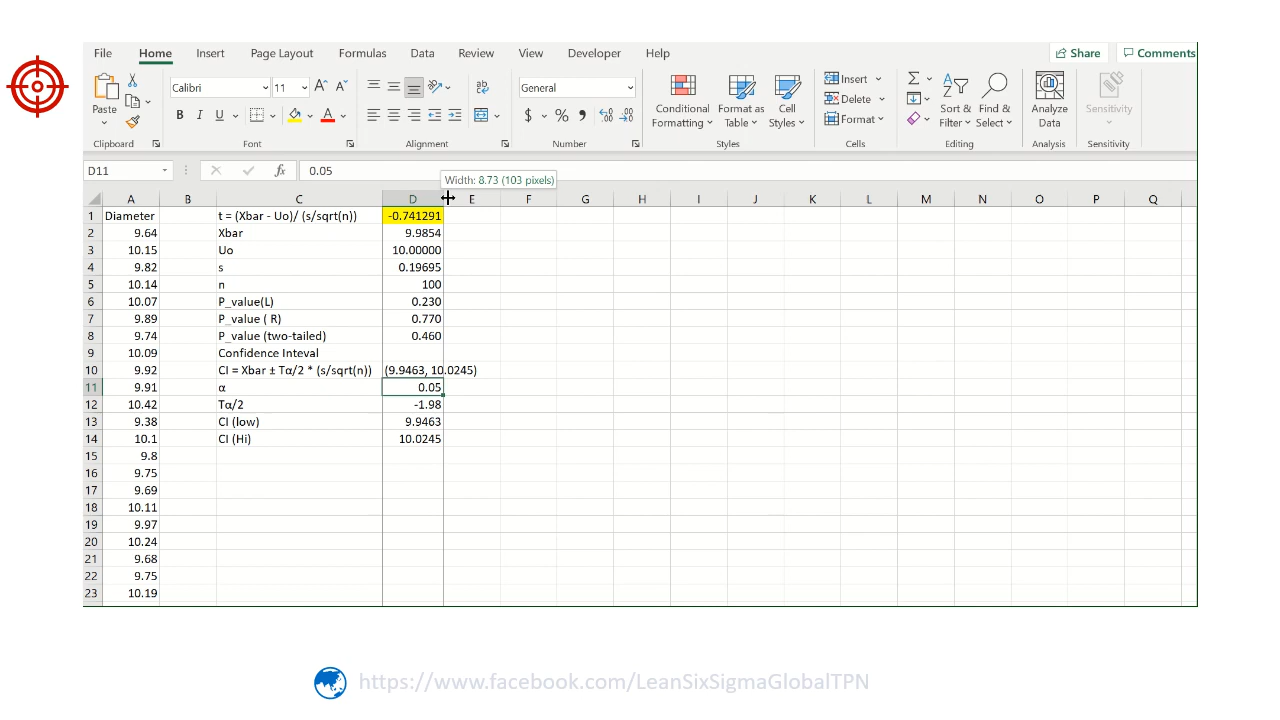 File Home Insert Page Layout Formulas Data Review View Developer Help Share Comments
Calibri 11 General Insert
Paste B I U A $ % Conditional Format as Cell Delete Sort & Find & Analyze Sensitivity
Formatting Table Styles Format Filter Select Data
Clipboard Font Alignment Number Styles Cells Editing Analysis Sensitivity
D11 fx 0.05
Width: 8.73 (103 pixels)
A B C D E F G H I J K L M N O P Q
1 Diameter t = (Xbar - Uo)/ (s/sqrt(n)) -0.741291
2 9.64 Xbar 9.9854
3 10.15 Uo 10.00000
4 9.82 s 0.19695
5 10.14 n 100
6 10.07 P_value(L) 0.230
7 9.89 P_value ( R) 0.770
8 9.74 P_value (two-tailed) 0.460
9 10.09 Confidence Inteval
10 9.92 CI = Xbar ± Tα/2 * (s/sqrt(n)) (9.9463, 10.0245)
11 9.91 α 0.05
12 10.42 Tα/2 -1.98
13 9.38 CI (low) 9.9463
14 10.1 CI (Hi) 10.0245
15 9.8
16 9.75
17 9.69
18 10.11
19 9.97
20 10.24
21 9.68
22 9.75
23 10.19
https://www.facebook.com/LeanSixSigmaGlobalTPN